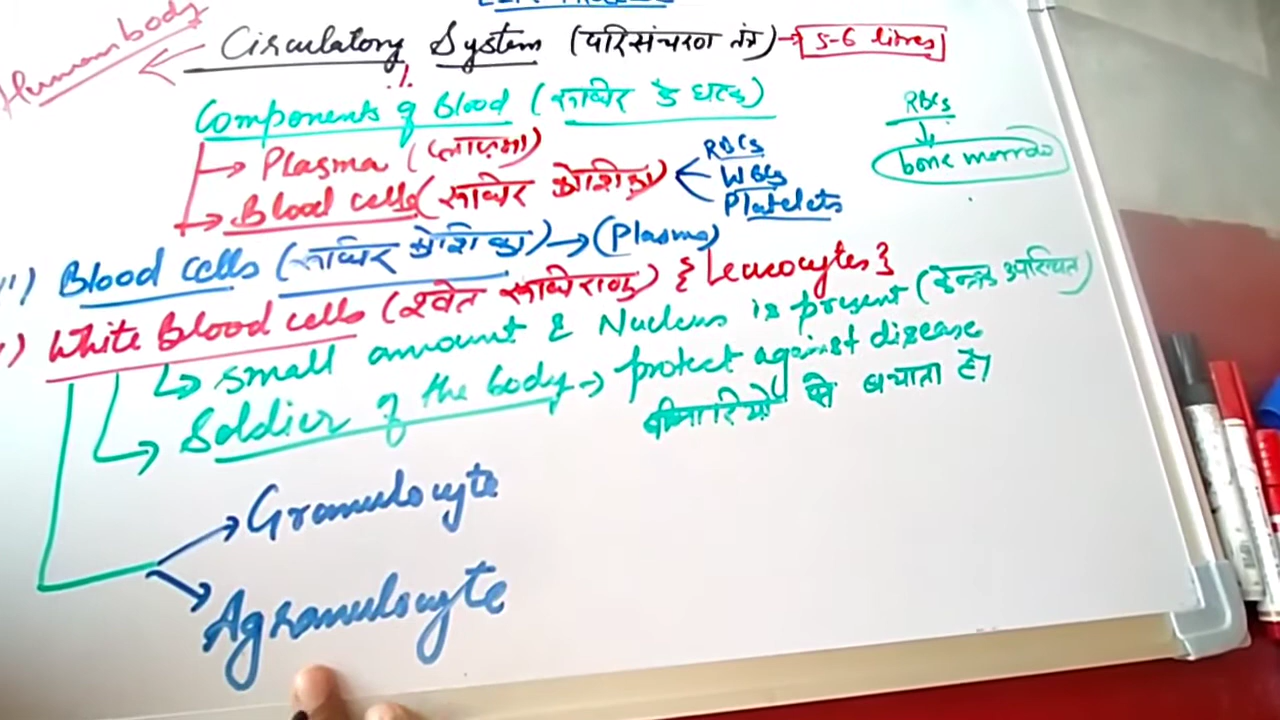 Human body
Circulatory System (परिसंचरण तंत्र) → 5-6 litres
Components of Blood (रूधिर के घटक)
→ Plasma (प्लाज़मा)
→ Blood cells (रूधिर कोशिका)
RBCs
WBCs
Platelets
RBCs
↓
bone marrow
) Blood cells (रूधिर कोशिका) → (Plasma)
) White Blood cells (श्वेत रूधिराणु) { Leucocytes }
↳ small amount & Nucleus is present (केन्द्रक उपस्थित)
→ Soldier of the body → protect against disease
बीमारियों से बचाता है।
→ Granulocyte
→ Agranulocyte